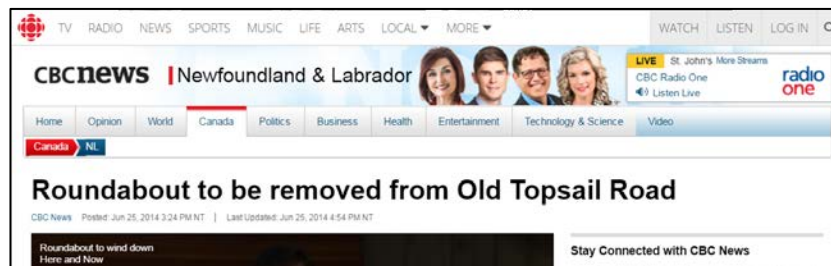 TV RADIO NEWS SPORTS MUSIC LIFE ARTS LOCAL MORE WATCH LISTEN LOG IN
CBCnews | Newfoundland & Labrador
LIVE St. John's More Streams
CBC Radio One
Listen Live
radio
one
Home Opinion World Canada Politics Business Health Entertainment Technology & Science Video
Canada NL
Roundabout to be removed from Old Topsail Road
CBC News Posted: Jun 25, 2014 3:24 PM NT | Last Updated: Jun 25, 2014 4:54 PM NT
Roundabout to wind down
Here and Now
Stay Connected with CBC News